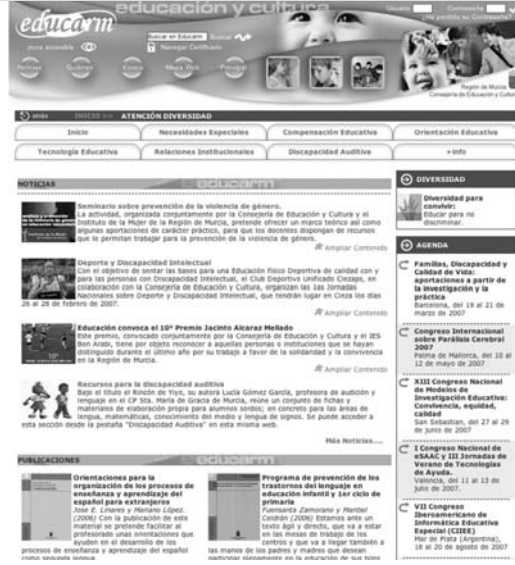 educación y cultura
educarm
Usuario
Contraseña
¿Ha perdido su Contraseña?
Buscar en Educarm
Buscar
zona accesible
Navegar Certificado
Noticias
Quiénes
Mapa Web
Principal
Región de Murcia
Consejería de Educación y Cultura
atrás
INICIO >> ATENCIÓN DIVERSIDAD
Inicio
Necesidades Especiales
Compensación Educativa
Orientación Educativa
Tecnología Educativa
Relaciones Institucionales
Discapacidad Auditiva
+info
NOTICIAS
educarm
Seminario sobre prevención de la violencia de género.
La actividad, organizada conjuntamente por la Consejería de Educación y Cultura y el
Instituto de la Mujer de la Región de Murcia, pretende ofrecer un marco teórico así como
algunas aportaciones de carácter práctico, para que los docentes dispongan de recursos
que le permitan trabajar para la prevención de la violencia de género.
Ampliar Contenido
Deporte y Discapacidad Intelectual
Con el objetivo de sentar las bases para una Educación Física Deportiva de calidad con y
para las personas con Discapacidad Intelectual, el Club Deportivo Unificado Ciezaps, en
colaboración con la Consejería de Educación y Cultura, organizan las 1as Jornadas
Nacionales sobre Deporte y Discapacidad Intelectual, que tendrán lugar en Cieza los días
26 al 28 de febrero de 2007.
Ampliar Contenido
Educación convoca el 10º Premio Jacinto Alcaraz Mellado
Este premio, convocado conjuntamente por la Consejería de Educación y Cultura y el IES
Ben Arabi, tiene por objeto reconocer a aquellas personas o instituciones que se hayan
distinguido durante el último año por su trabajo a favor de la solidaridad y la convivencia
en la Región de Murcia.
Ampliar Contenido
Recursos para la discapacidad auditiva
Bajo el título el Rincón de Yiyo, su autora Lucía Gómez García, profesora de audición y
lenguaje en el CP Sta. María de Gracia de Murcia, reúne un conjunto de fichas y
materiales de elaboración propia para alumnos sordos; en concreto para las áreas de
lengua, matemáticas, conocimiento del medio y lengua de signos. Se puede acceder a
esta sección desde la pestaña "Discapacidad Auditiva" en esta misma web.
Más Noticias....
PUBLICACIONES
educarm
Orientaciones para la
organización de los procesos de
enseñanza y aprendizaje del
español para extranjeros
Jose E. Linares y Mariano López.
(2006) Con la publicación de este
material se pretende facilitar al
profesorado unas orientaciones que
ayuden en el desarrollo de los
procesos de enseñanza y aprendizaje del español
como segunda lengua.
Programa de prevención de los
trastornos del lenguaje en
educación infantil y 1er ciclo de
primaria
Fuensanta Zamorano y Maribel
Celdrán (2006) Estamos ante un
texto ágil y directo, que va a estar
en las mesas de trabajo de los
centros y que va a llegar también a
las manos de los padres y madres que desean
participar plenamente en la educación de sus hijos
DIVERSIDAD
Diversidad para
convivir:
Educar para no
discriminar.
AGENDA
Familias, Discapacidad y
Calidad de Vida:
aportaciones a partir de
la investigación y la
práctica
Barcelona, del 19 al 21 de
marzo de 2007
Congreso Internacional
sobre Parálisis Cerebral
2007
Palma de Mallorca, del 10 al
12 de mayo de 2007
XIII Congreso Nacional
de Modelos de
Investigación Educativa:
Convivencia, equidad,
calidad
San Sebastian, del 27 al 29
de junio de 2007
I Congreso Nacional de
eSAAC y III Jornadas de
Verano de Tecnologías
de Ayuda.
Valencia, del 11 al 13 de
julio de 2007.
VII Congreso
Iberoamericano de
Informática Educativa
Especial (CIIEE)
Mar de Plata (Argentina),
18 al 20 de agosto de 2007